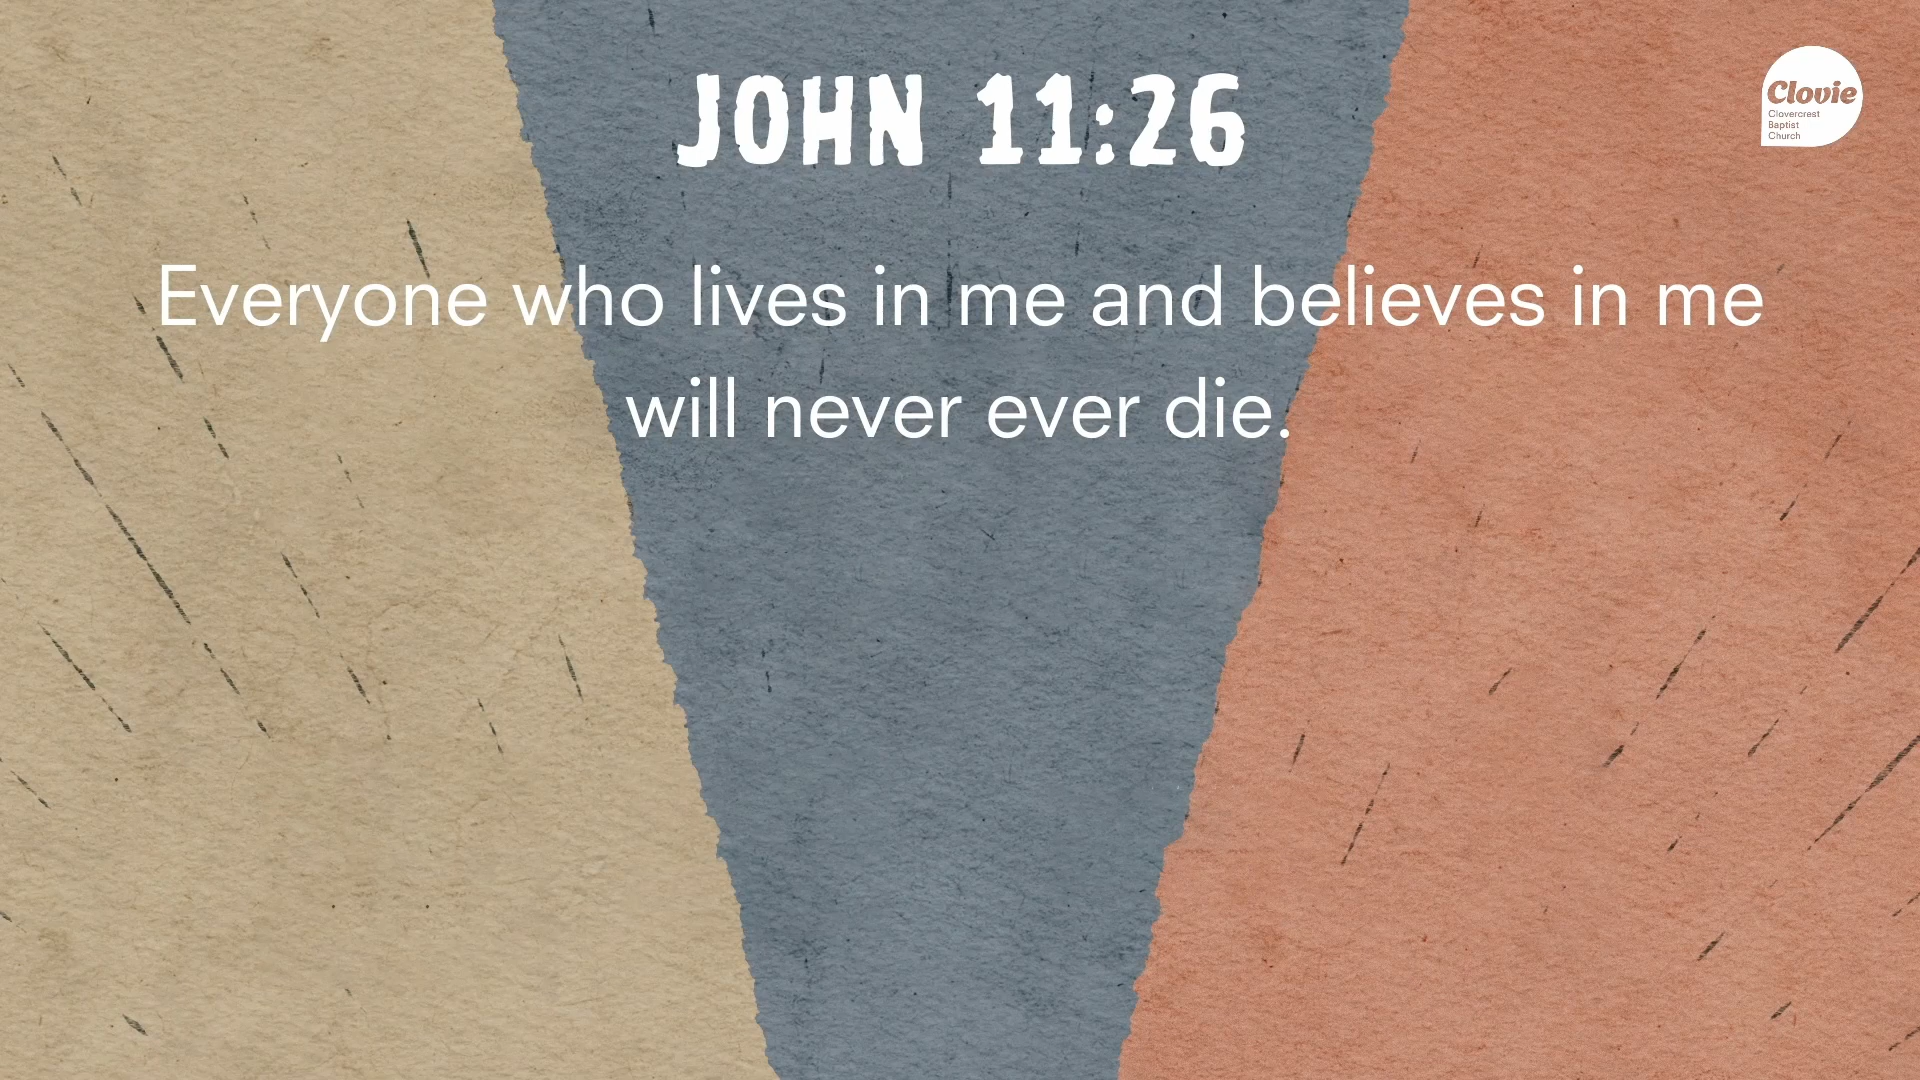 JOHN 11:26
Clovie
Clovercrest
Baptist
Church
Everyone who lives in me and believes in me
will never ever die.